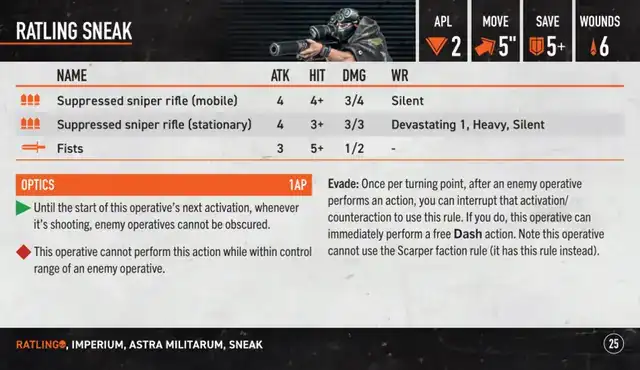 RATLING SNEAK
APL MOVE SAVE WOUNDS
2 5" 5+ 6
NAME ATK HIT DMG WR
Suppressed sniper rifle (mobile) 4 4+ 3/4 Silent
Suppressed sniper rifle (stationary) 4 3+ 3/3 Devastating 1, Heavy, Silent
Fists 3 5+ 1/2 -
OPTICS 1AP
Until the start of this operative's next activation, whenever
it's shooting, enemy operatives cannot be obscured.
This operative cannot perform this action while within control
range of an enemy operative.
Evade: Once per turning point, after an enemy operative
performs an action, you can interrupt that activation/
counteraction to use this rule. If you do, this operative can
immediately perform a free Dash action. Note this operative
cannot use the Scarper faction rule (it has this rule instead).
RATLING, IMPERIUM, ASTRA MILITARUM, SNEAK
25